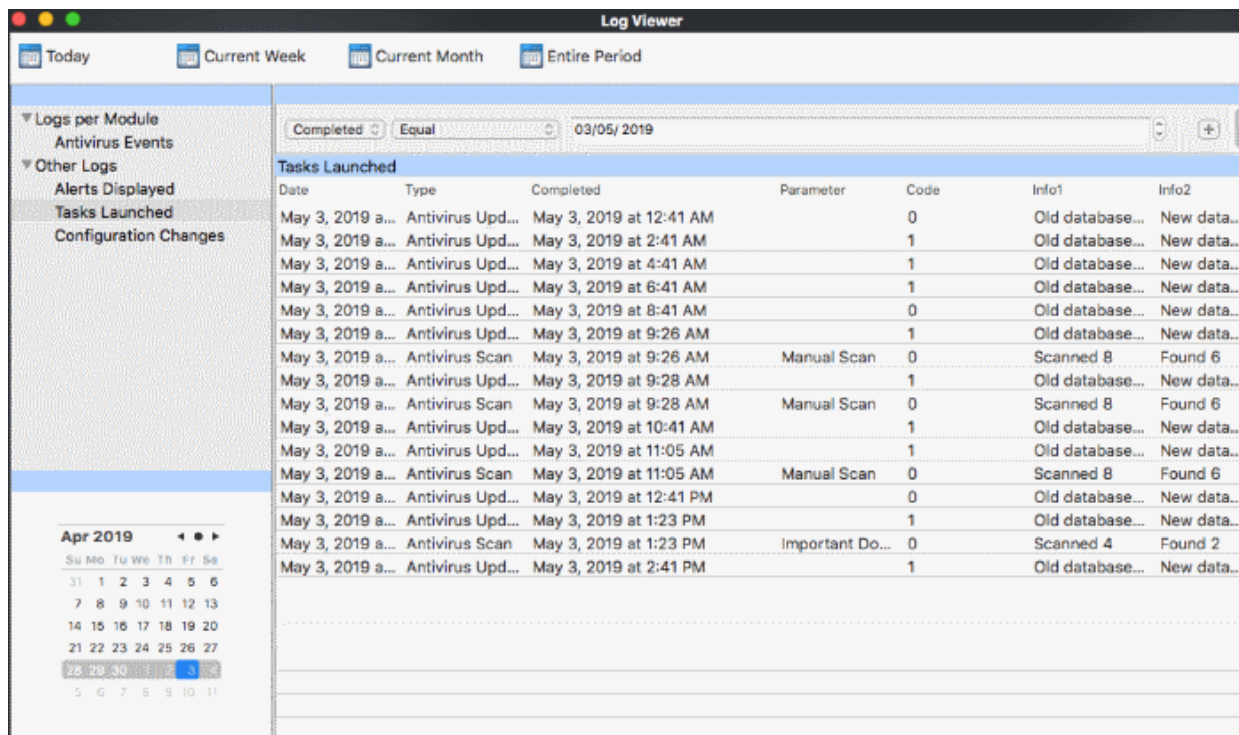 Log Viewer
Today Current Week Current Month Entire Period
Logs per Module
Antivirus Events
Other Logs
Alerts Displayed
Tasks Launched
Configuration Changes
Completed Equal 03/05/ 2019 +
Tasks Launched
Date Type Completed Parameter Code Info1 Info2
May 3, 2019 a... Antivirus Upd... May 3, 2019 at 12:41 AM 0 Old database... New data...
May 3, 2019 a... Antivirus Upd... May 3, 2019 at 2:41 AM 1 Old database... New data...
May 3, 2019 a... Antivirus Upd... May 3, 2019 at 4:41 AM 1 Old database... New data...
May 3, 2019 a... Antivirus Upd... May 3, 2019 at 6:41 AM 1 Old database... New data...
May 3, 2019 a... Antivirus Upd... May 3, 2019 at 8:41 AM 0 Old database... New data...
May 3, 2019 a... Antivirus Upd... May 3, 2019 at 9:26 AM 1 Old database... New data...
May 3, 2019 a... Antivirus Scan May 3, 2019 at 9:26 AM Manual Scan 0 Scanned 8 Found 6
May 3, 2019 a... Antivirus Upd... May 3, 2019 at 9:28 AM 1 Old database... New data...
May 3, 2019 a... Antivirus Scan May 3, 2019 at 9:28 AM Manual Scan 0 Scanned 8 Found 6
May 3, 2019 a... Antivirus Upd... May 3, 2019 at 10:41 AM 1 Old database... New data...
May 3, 2019 a... Antivirus Upd... May 3, 2019 at 11:05 AM 1 Old database... New data...
May 3, 2019 a... Antivirus Scan May 3, 2019 at 11:05 AM Manual Scan 0 Scanned 8 Found 6
May 3, 2019 a... Antivirus Upd... May 3, 2019 at 12:41 PM 0 Old database... New data...
May 3, 2019 a... Antivirus Upd... May 3, 2019 at 1:23 PM 1 Old database... New data...
May 3, 2019 a... Antivirus Scan May 3, 2019 at 1:23 PM Important Do... 0 Scanned 4 Found 2
May 3, 2019 a... Antivirus Upd... May 3, 2019 at 2:41 PM 1 Old database... New data...
Apr 2019
Su Mo Tu We Th Fr Sa
31 1 2 3 4 5 6
7 8 9 10 11 12 13
14 15 16 17 18 19 20
21 22 23 24 25 26 27
28 29 30 1 2 3 4
5 6 7 8 9 10 11